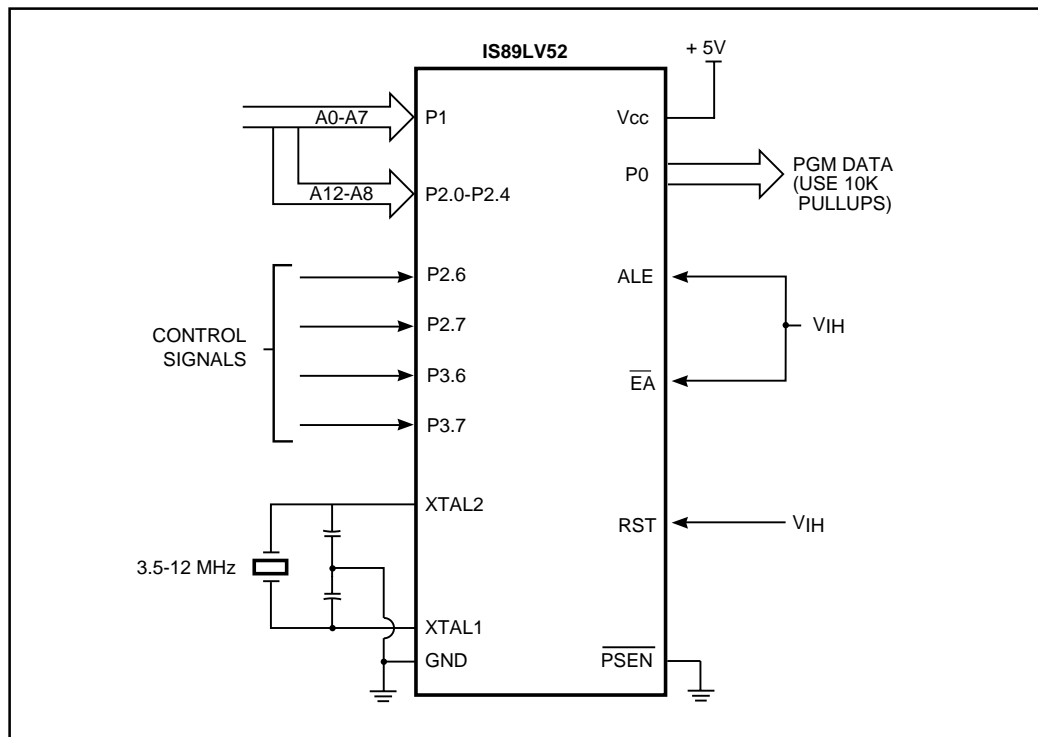 IS89LV52
+ 5V
A0-A7
P1
Vcc
P0
PGM DATA
(USE 10K
PULLUPS)
A12-A8
P2.0-P2.4
P2.6
ALE
CONTROL
SIGNALS
P2.7
VIH
P3.6
EA
P3.7
XTAL2
RST
VIH
3.5-12 MHz
XTAL1
GND
PSEN